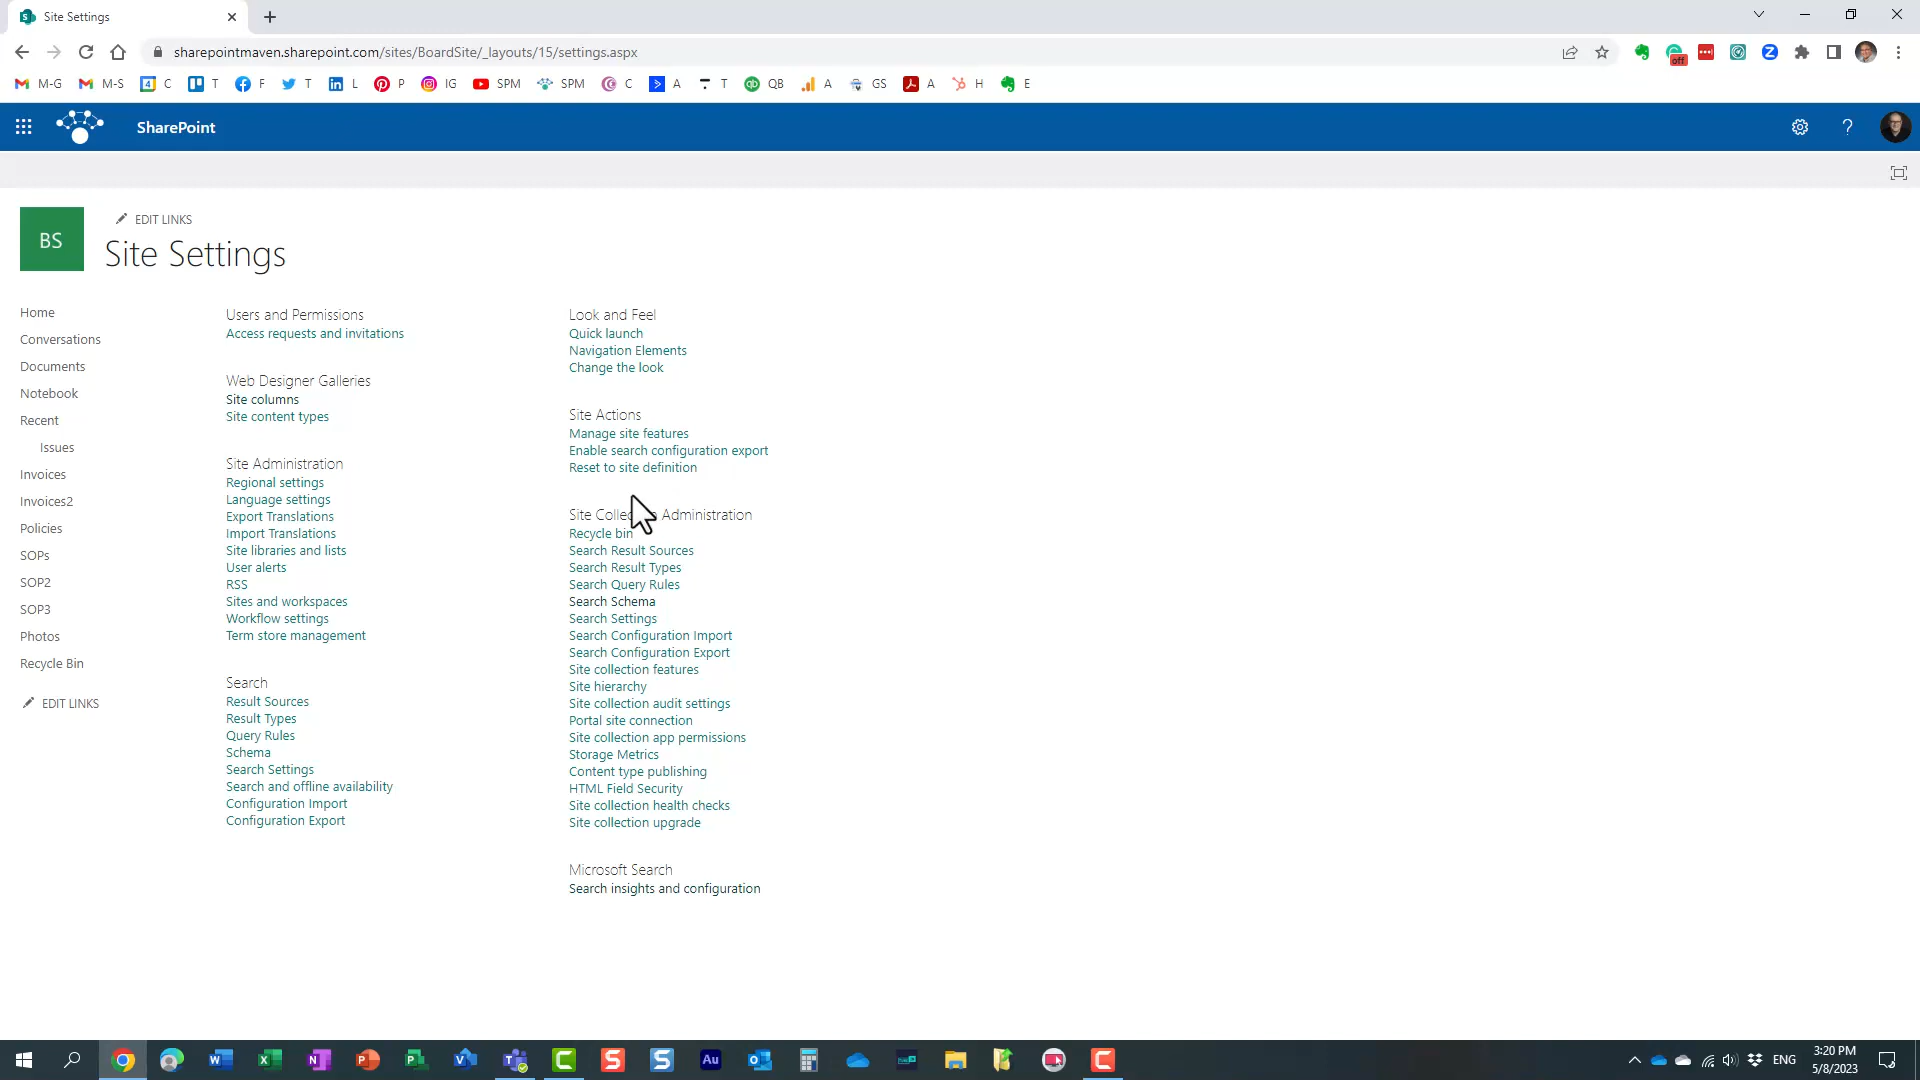 Site Settings
sharepointmaven.sharepoint.com/sites/BoardSite/_layouts/15/settings.aspx
off
M-G
M-S
4
C
T
F
T
L
P
IG
SPM
SPM
C
A
T
QB
A
GS
A
H
E
SharePoint
?
BS
EDIT LINKS
Site Settings
Home
Conversations
Documents
Notebook
Recent
Issues
Invoices
Invoices2
Policies
SOPs
SOP2
SOP3
Photos
Recycle Bin
EDIT LINKS
Users and Permissions
Access requests and invitations
Web Designer Galleries
Site columns
Site content types
Site Administration
Regional settings
Language settings
Export Translations
Import Translations
Site libraries and lists
User alerts
RSS
Sites and workspaces
Workflow settings
Term store management
Search
Result Sources
Result Types
Query Rules
Schema
Search Settings
Search and offline availability
Configuration Import
Configuration Export
Look and Feel
Quick launch
Navigation Elements
Change the look
Site Actions
Manage site features
Enable search configuration export
Reset to site definition
Administration
Recycle bin
Search Result Sources
Search Result Types
Search Query Rules
Search Schema
Search Settings
Search Configuration Import
Search Configuration Export
Site collection features
Site hierarchy
Site collection audit settings
Portal site connection
Site collection app permissions
Storage Metrics
Content type publishing
HTML Field Security
Site collection health checks
Site collection upgrade
Microsoft Search
Search insights and configuration
ENG
3:20 PM
5/8/2023